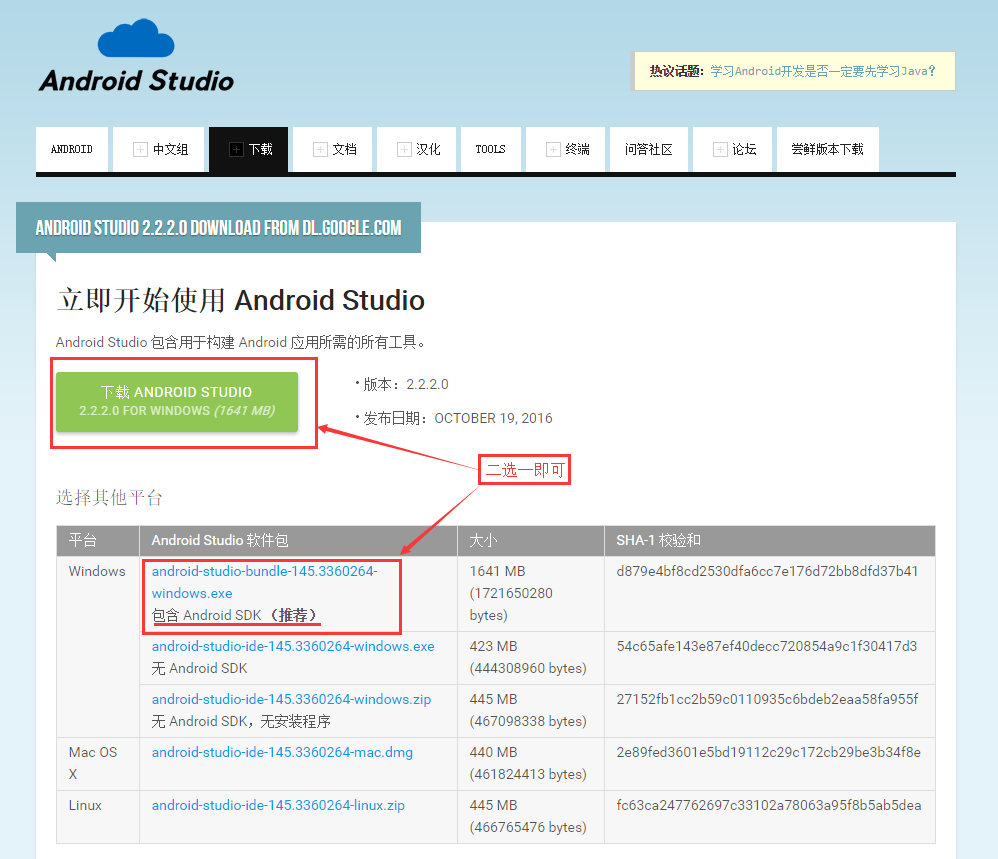 Android Studio
热议话题：学习Android开发是否一定要先学习Java？
ANDROID
中文组
下载
文档
汉化
TOOLS
终端
问答社区
论坛
尝鲜版本下载
ANDROID STUDIO 2.2.2.0 DOWNLOAD FROM DL.GOOGLE.COM
立即开始使用 Android Studio
Android Studio 包含用于构建 Android 应用所需的所有工具。
下载 ANDROID STUDIO
2.2.2.0 FOR WINDOWS (1641 MB)
• 版本：2.2.2.0
• 发布日期：OCTOBER 19, 2016
二选一即可
选择其他平台
平台 Android Studio 软件包 大小 SHA-1 校验和
Windows android-studio-bundle-145.3360264- 1641 MB d879e4bf8cd2530dfa6cc7e176d72bb8dfd37b41
windows.exe (1721650280
包含 Android SDK（推荐） bytes)
android-studio-ide-145.3360264-windows.exe 423 MB 54c65afe143e87ef40decc720854a9c1f30417d3
无 Android SDK (444308960 bytes)
android-studio-ide-145.3360264-windows.zip 445 MB 27152fb1cc2b59c0110935c6bdeb2eaa58fa955f
无 Android SDK，无安装程序 (467098338 bytes)
Mac OS android-studio-ide-145.3360264-mac.dmg 440 MB 2e89fed3601e5bd19112c29c172cb29be3b34f8e
X (461824413 bytes)
Linux android-studio-ide-145.3360264-linux.zip 445 MB fc63ca247762697c33102a78063a95f8b5ab5dea
(466765476 bytes)